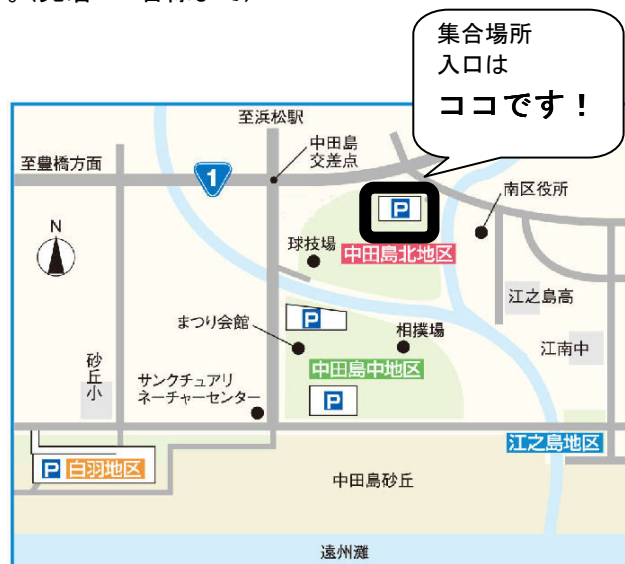 集合場所
入口は
ココです！
至浜松駅
中田島
交差点
至豊橋方面
1
南区役所
P
N
球技場
中田島北地区
江之島高
まつり会館
P
相撲場
江南中
砂丘小
中田島中地区
サンクチュアリ
ネーチャーセンター
P
江之島地区
P 白羽地区
中田島砂丘
遠州灘